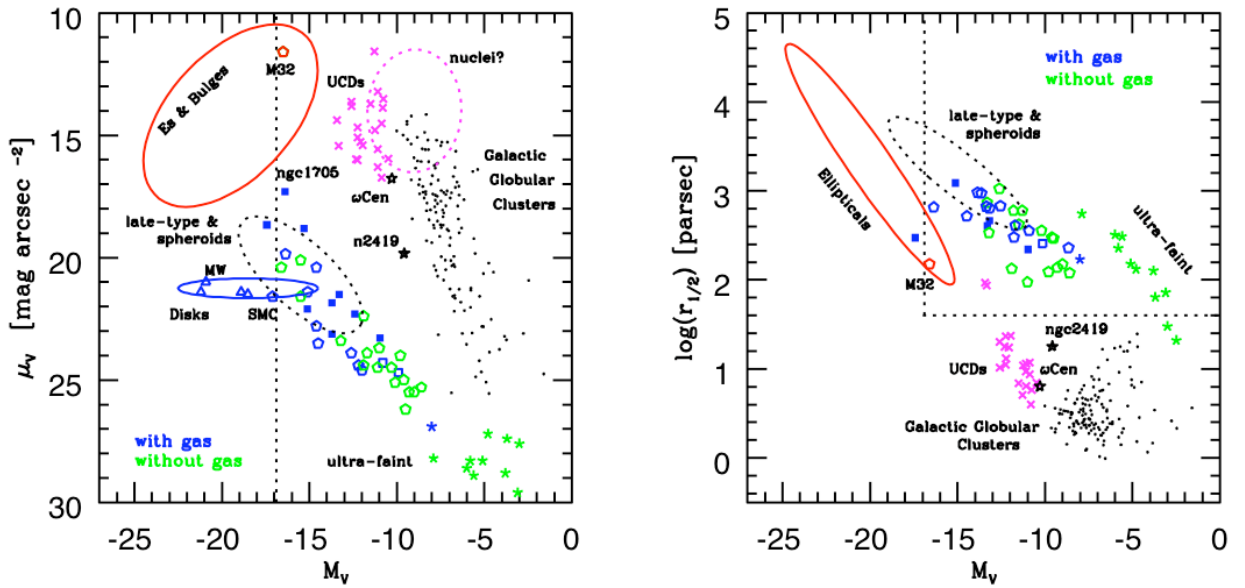 10
15
20
25
30
μV [mag arcsec −2]
-25
-20
-15
-10
-5
0
MV
Es & Bulges
M32
nuclei?
UCDs
ngc1705
ωCen
Galactic
Globular
Clusters
late-type &
spheroids
n2419
MW
Disks
SMC
with gas
without gas
ultra-faint
5
4
3
2
1
0
log(r1/2) [parsec]
-25
-20
-15
-10
-5
0
MV
with gas
without gas
late-type &
spheroids
Ellipticals
ultra-faint
M32
ngc2419
UCDs
ωCen
Galactic Globular
Clusters